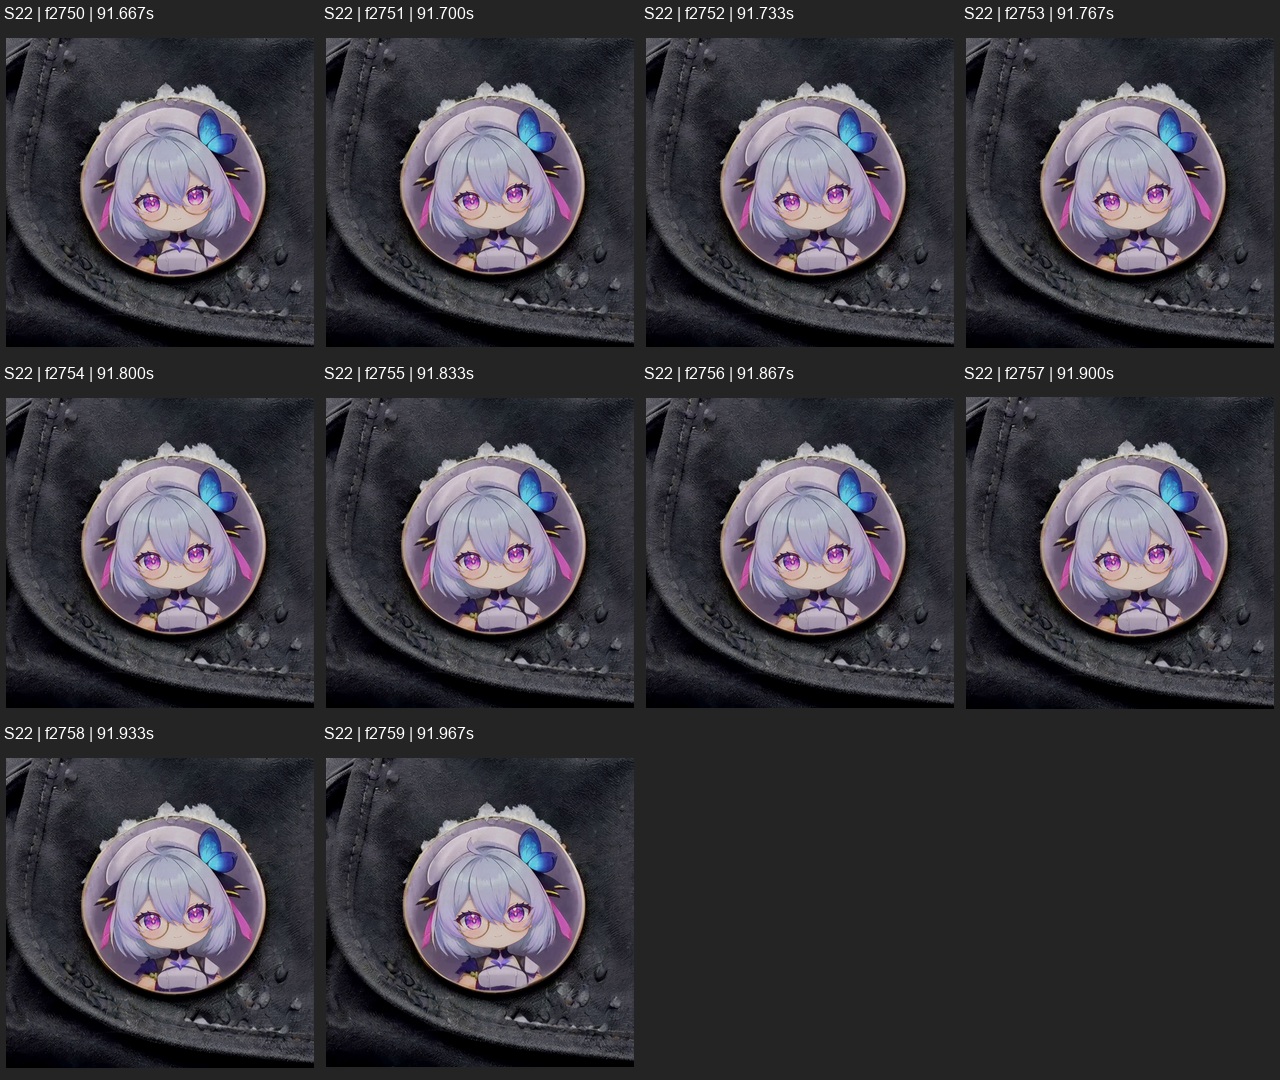 S22 | f2750 | 91.667s
S22 | f2751 | 91.700s
S22 | f2752 | 91.733s
S22 | f2753 | 91.767s
S22 | f2754 | 91.800s
S22 | f2755 | 91.833s
S22 | f2756 | 91.867s
S22 | f2757 | 91.900s
S22 | f2758 | 91.933s
S22 | f2759 | 91.967s